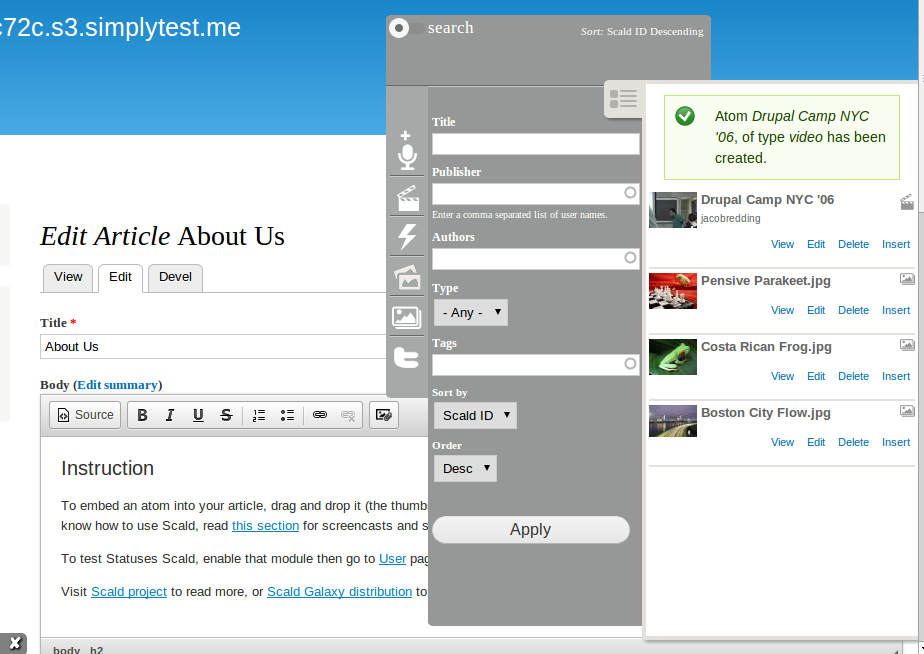 c72c.s3.simplytest.me
search
Sort: Scald ID Descending
Edit Article About Us
View Edit Devel
Title *
About Us
Body (Edit summary)
Source B I U S
Instruction
To embed an atom into your article, drag and drop it (the thumb
know how to use Scald, read this section for screencasts and s
To test Statuses Scald, enable that module then go to User pag
Visit Scald project to read more, or Scald Galaxy distribution to
body h2
Title
Publisher
Enter a comma separated list of user names.
Authors
Type
- Any -
Tags
Sort by
Scald ID
Order
Desc
Apply
Atom Drupal Camp NYC
'06, of type video has been
created.
Drupal Camp NYC '06
jacobredding
View Edit Delete Insert
Pensive Parakeet.jpg
View Edit Delete Insert
Costa Rican Frog.jpg
View Edit Delete Insert
Boston City Flow.jpg
View Edit Delete Insert